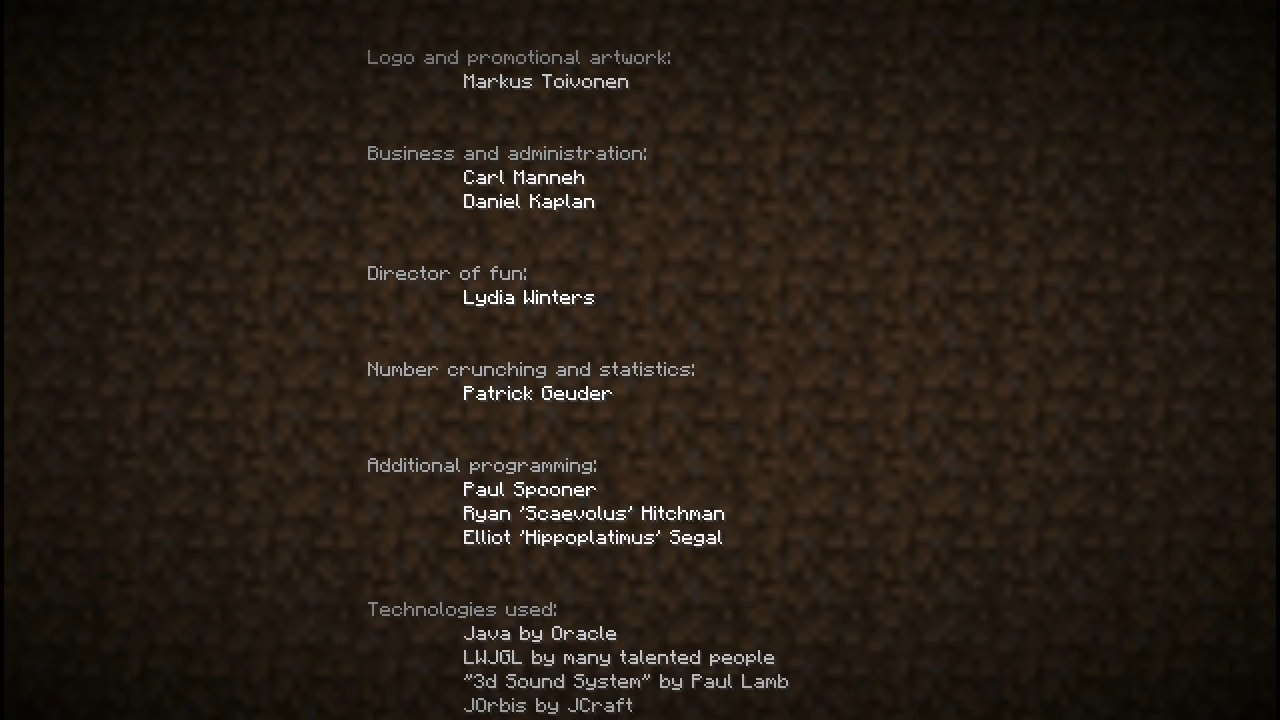 Logo and promotional artwork:
Markus Toivonen
Business and administration:
Carl Manneh
Daniel Kaplan
Director of fun:
Lydia Winters
Number crunching and statistics:
Patrick Geuder
Additional programming:
Paul Spooner
Ryan 'Scaevolus' Hitchman
Elliot 'Hippoplatimus' Segal
Technologies used:
Java by Oracle
LWJGL by many talented people
"3d Sound System" by Paul Lamb
JOrbis by JCraft